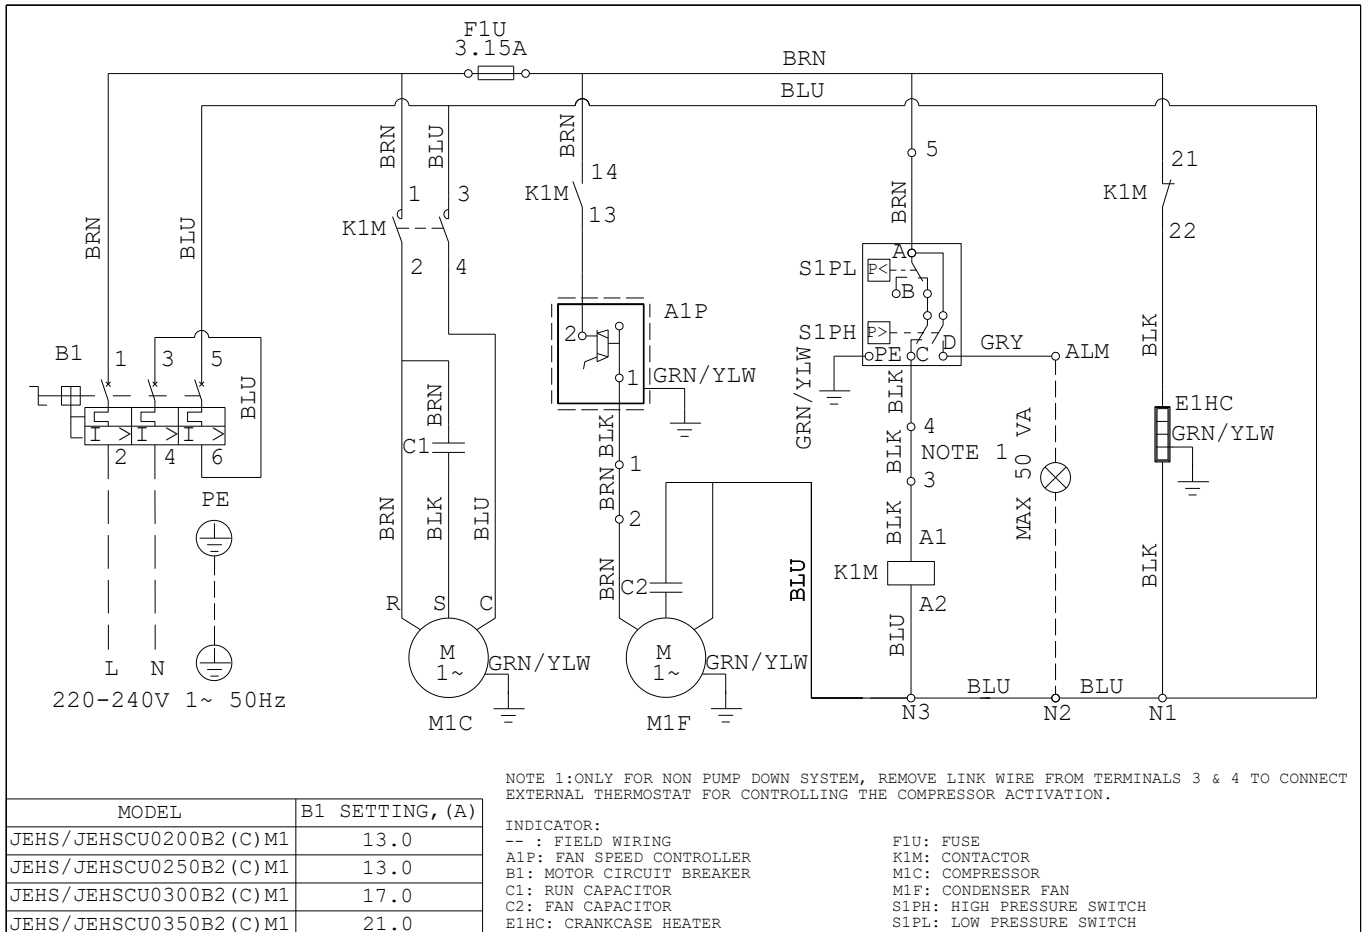 F1U
3.15A
BRN
BLU
BRN
BLU
BRN
5
14
21
K1M
13
K1M
22
BRN
BLU
1
3
K1M
2
4
BRN
A
S1PL
P<
B
A1P
2
S1PH
P>
PE
C
D
GRY
ALM
BLK
B1
1
3
5
BLU
1
GRN/YLW
GRN/YLW
BLK
E1HC
GRN/YLW
I >
I >
I >
2
4
6
BRN
C1
BLK
1
4
NOTE 1
BLK
3
MAX 50 VA
PE
BRN
BLK
BLU
BRN
2
BLK
A1
K1M
A2
BLU
BRN
C2
BLU
BLK
R
S
C
M
1~
GRN/YLW
M1C
M
1~
GRN/YLW
M1F
L
N
220-240V 1~ 50Hz
BLU
BLU
N3
N2
N1
NOTE 1:ONLY FOR NON PUMP DOWN SYSTEM, REMOVE LINK WIRE FROM TERMINALS 3 & 4 TO CONNECT
EXTERNAL THERMOSTAT FOR CONTROLLING THE COMPRESSOR ACTIVATION.
MODEL B1 SETTING,(A)
JEHS/JEHSCU0200B2(C)M1 13.0
JEHS/JEHSCU0250B2(C)M1 13.0
JEHS/JEHSCU0300B2(C)M1 17.0
JEHS/JEHSCU0350B2(C)M1 21.0
INDICATOR:
-- : FIELD WIRING
A1P: FAN SPEED CONTROLLER
B1: MOTOR CIRCUIT BREAKER
C1: RUN CAPACITOR
C2: FAN CAPACITOR
E1HC: CRANKCASE HEATER
F1U: FUSE
K1M: CONTACTOR
M1C: COMPRESSOR
M1F: CONDENSER FAN
S1PH: HIGH PRESSURE SWITCH
S1PL: LOW PRESSURE SWITCH